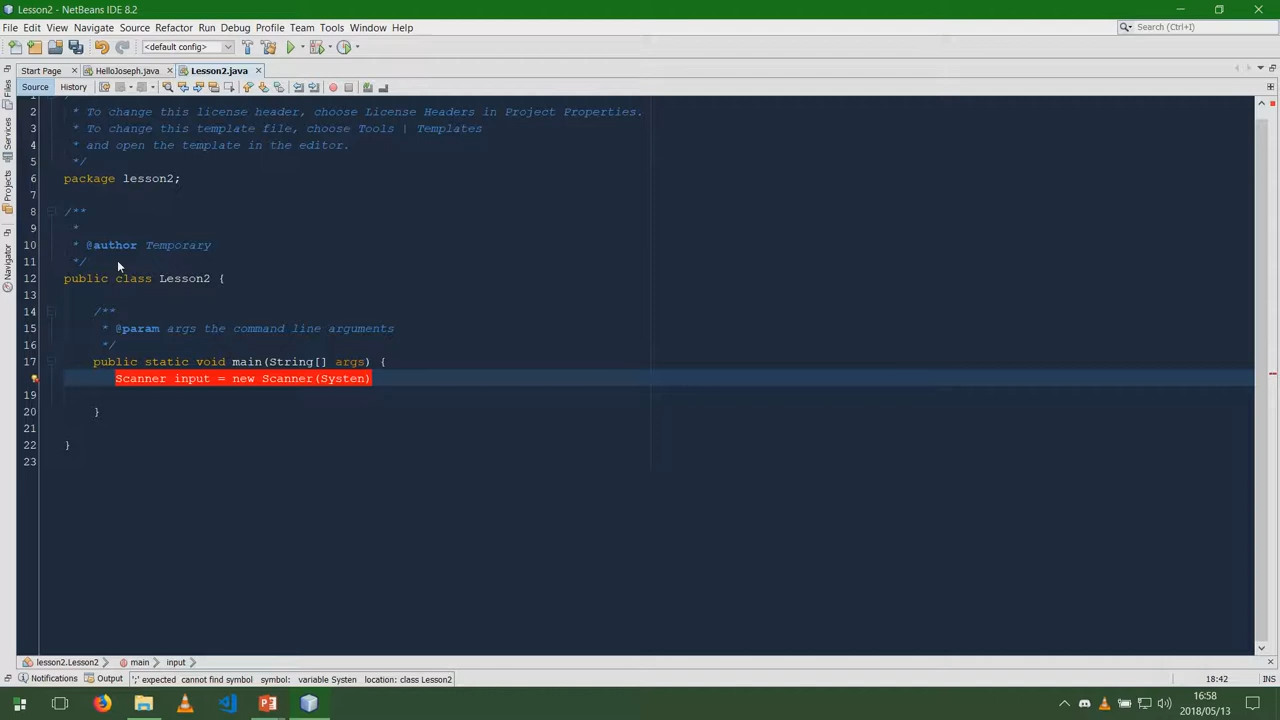 Lesson2 - NetBeans IDE 8.2
File Edit View Navigate Source Refactor Run Debug Profile Team Tools Window Help
Search (Ctrl+I)
<default config>
Start Page HelloJoseph.java Lesson2.java
Source History
Files
Services
Projects
Navigator
2 * To change this license header, choose License Headers in Project Properties.
3 * To change this template file, choose Tools | Templates
4 * and open the template in the editor.
5 */
6 package lesson2;
7
8 /**
9 *
10 * @author Temporary
11 */
12 public class Lesson2 {
13
14 /**
15 * @param args the command line arguments
16 */
17 public static void main(String[] args) {
Scanner input = new Scanner(Systen)
19
20 }
21
22 }
23
lesson2.Lesson2 main input
Notifications Output ';' expected cannot find symbol symbol: variable Systen location: class Lesson2 18:42 INS
16:58
2018/05/13